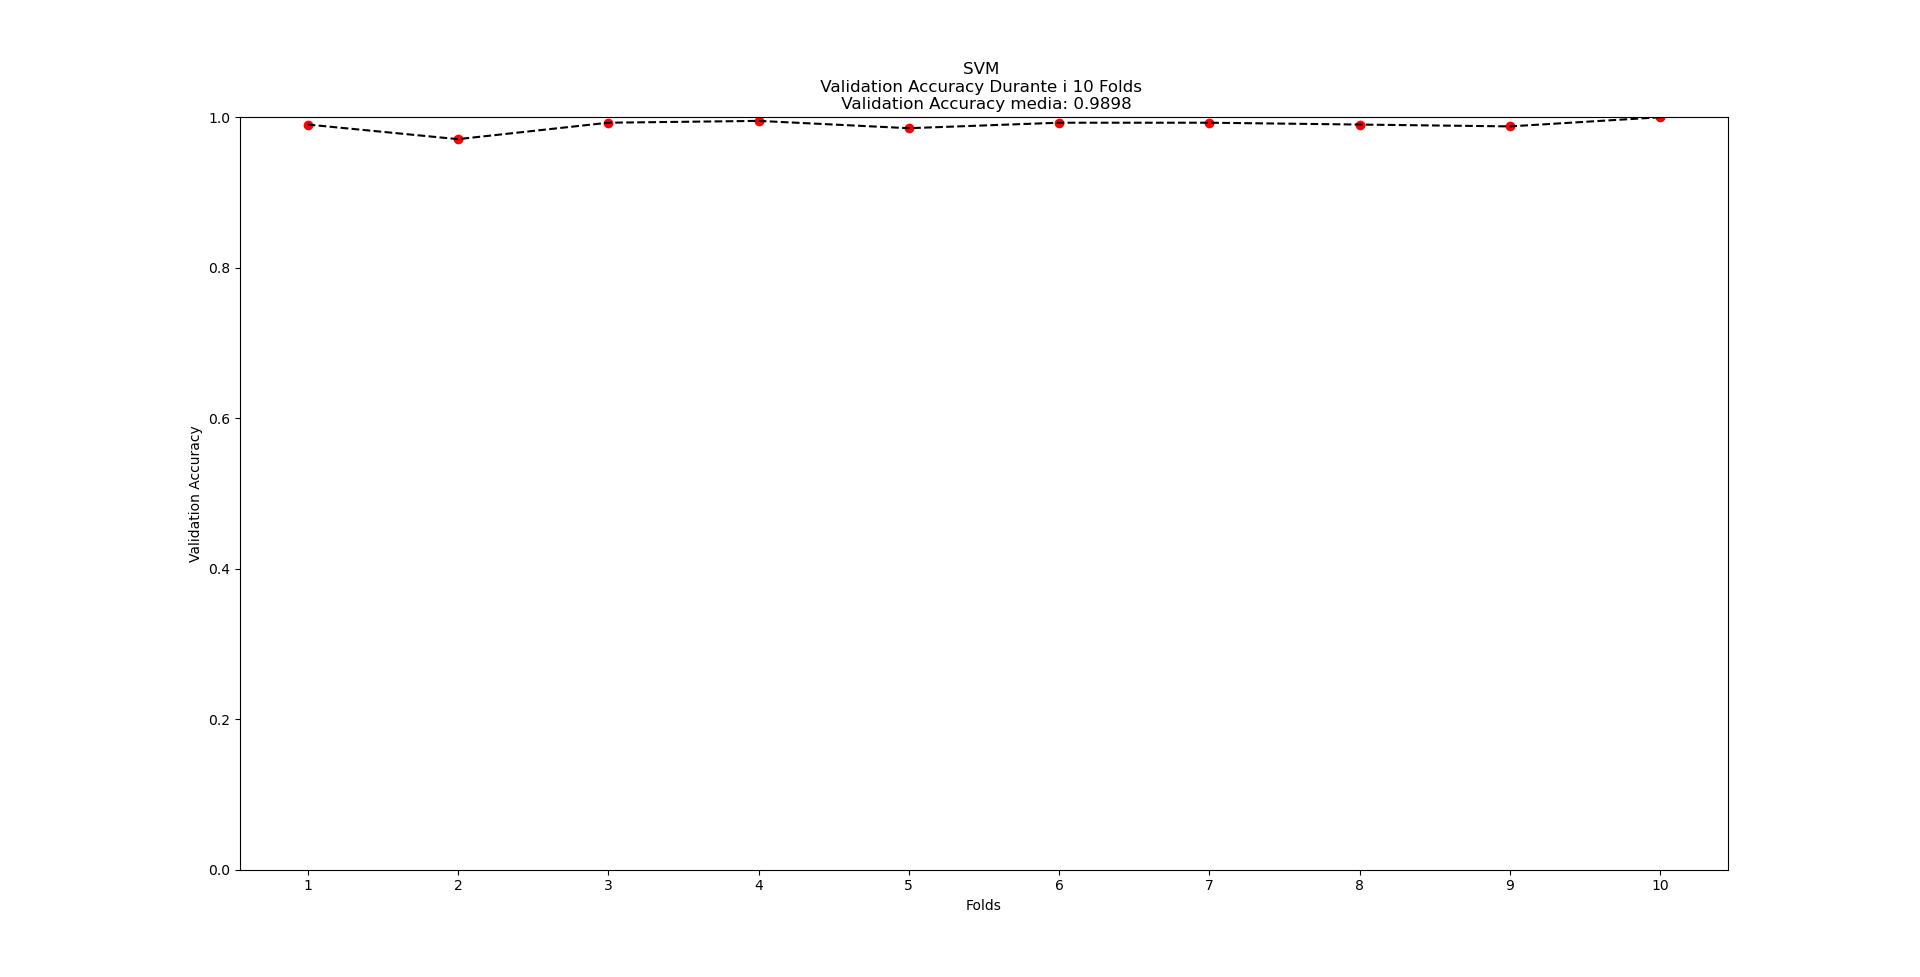 SVM
Validation Accuracy Durante i 10 Folds
Validation Accuracy media: 0.9898
1.0
0.8
0.6
0.4
0.2
0.0
Validation Accuracy
1 2 3 4 5 6 7 8 9 10
Folds